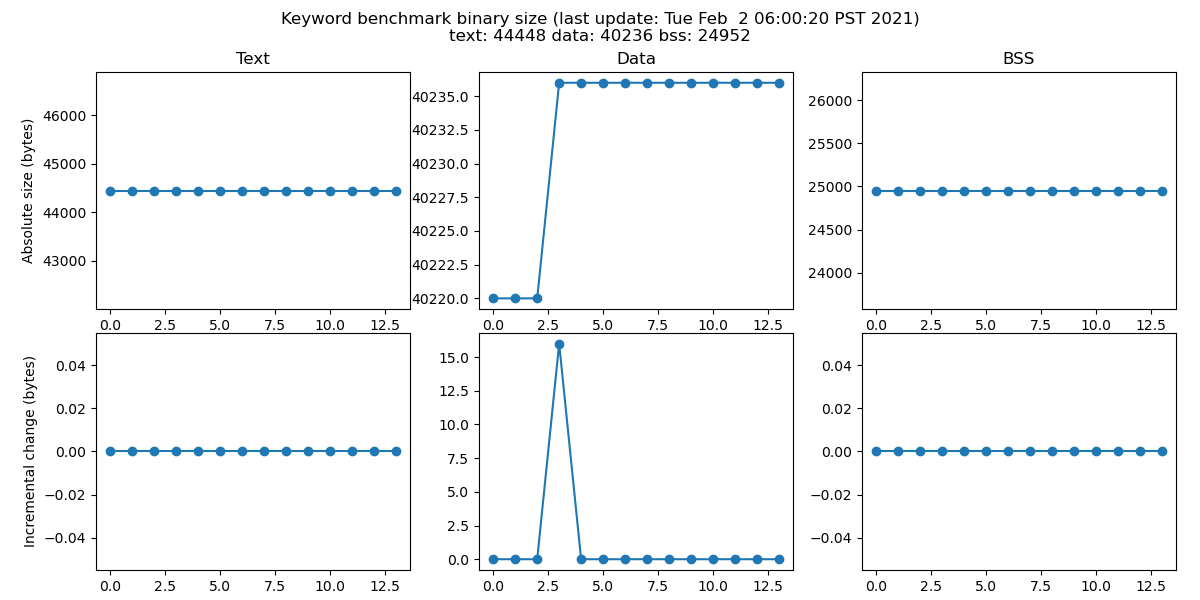 Keyword benchmark binary size (last update: Tue Feb  2 06:00:20 PST 2021)
text: 44448 data: 40236 bss: 24952
Text
Data
BSS
Absolute size (bytes)
46000
45000
44000
43000
0.0 2.5 5.0 7.5 10.0 12.5
40235.0
40232.5
40230.0
40227.5
40225.0
40222.5
40220.0
0.0 2.5 5.0 7.5 10.0 12.5
26000
25500
25000
24500
24000
0.0 2.5 5.0 7.5 10.0 12.5
Incremental change (bytes)
0.04
0.02
0.00
−0.02
−0.04
0.0 2.5 5.0 7.5 10.0 12.5
15.0
12.5
10.0
7.5
5.0
2.5
0.0
0.0 2.5 5.0 7.5 10.0 12.5
0.04
0.02
0.00
−0.02
−0.04
0.0 2.5 5.0 7.5 10.0 12.5